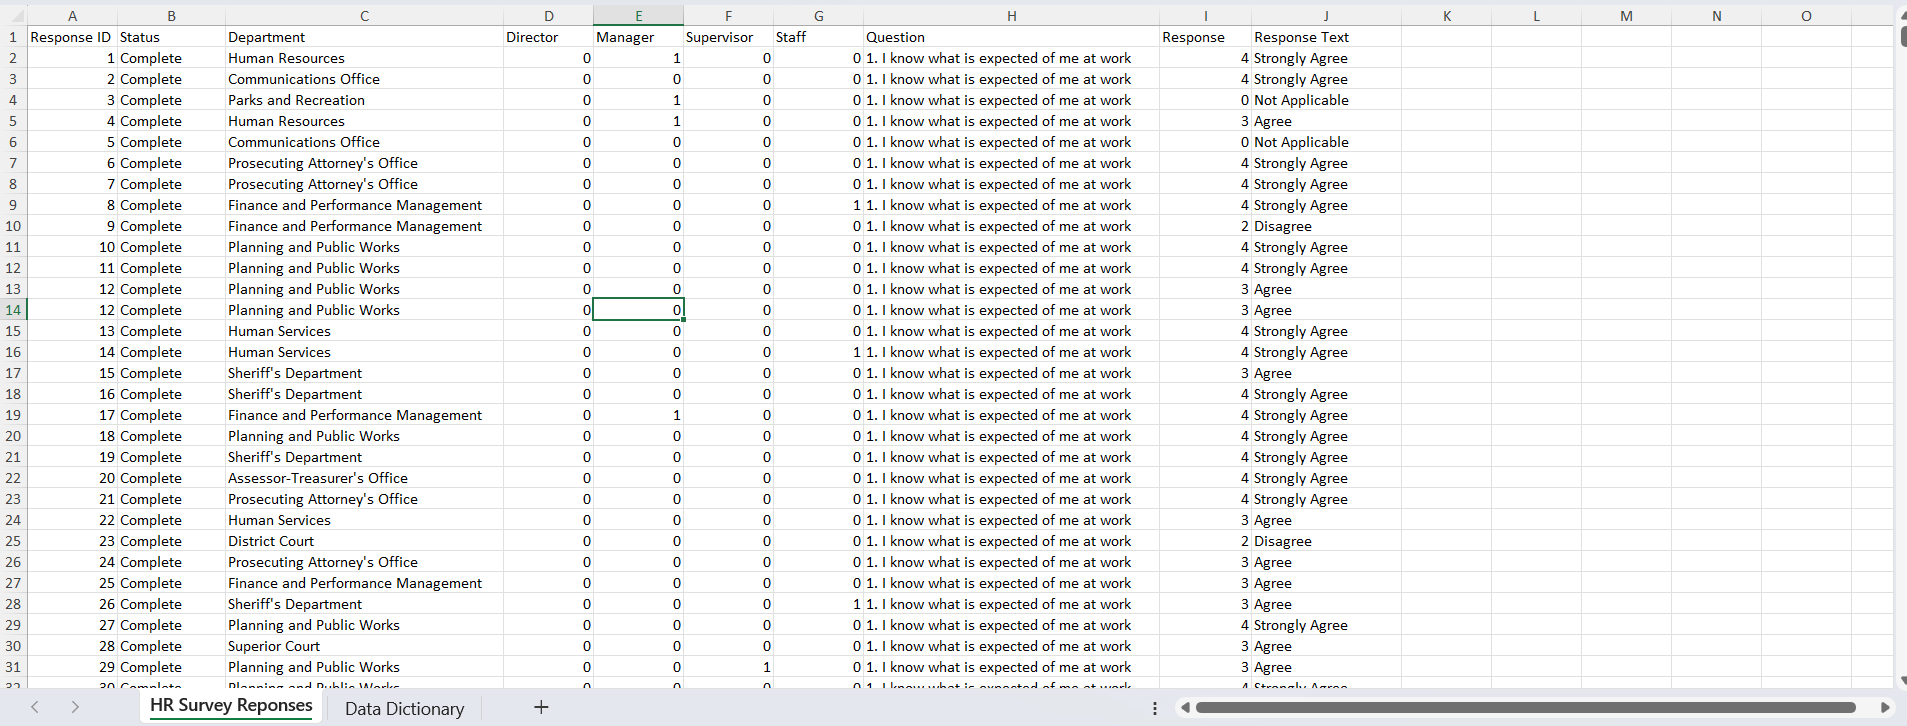 A B C D E F G H I J K L M N O
1 Response ID Status Department Director Manager Supervisor Staff Question Response Response Text
2 1 Complete Human Resources 0 1 0 0 1. I know what is expected of me at work 4 Strongly Agree
3 2 Complete Communications Office 0 0 0 0 1. I know what is expected of me at work 4 Strongly Agree
4 3 Complete Parks and Recreation 0 1 0 0 1. I know what is expected of me at work 0 Not Applicable
5 4 Complete Human Resources 0 1 0 0 1. I know what is expected of me at work 3 Agree
6 5 Complete Communications Office 0 0 0 0 1. I know what is expected of me at work 0 Not Applicable
7 6 Complete Prosecuting Attorney's Office 0 0 0 0 1. I know what is expected of me at work 4 Strongly Agree
8 7 Complete Prosecuting Attorney's Office 0 0 0 0 1. I know what is expected of me at work 4 Strongly Agree
9 8 Complete Finance and Performance Management 0 0 0 1 1. I know what is expected of me at work 4 Strongly Agree
10 9 Complete Finance and Performance Management 0 0 0 0 1. I know what is expected of me at work 2 Disagree
11 10 Complete Planning and Public Works 0 0 0 0 1. I know what is expected of me at work 4 Strongly Agree
12 11 Complete Planning and Public Works 0 0 0 0 1. I know what is expected of me at work 4 Strongly Agree
13 12 Complete Planning and Public Works 0 0 0 0 1. I know what is expected of me at work 3 Agree
14 12 Complete Planning and Public Works 0 0 0 0 1. I know what is expected of me at work 3 Agree
15 13 Complete Human Services 0 0 0 0 1. I know what is expected of me at work 4 Strongly Agree
16 14 Complete Human Services 0 0 0 1 1. I know what is expected of me at work 4 Strongly Agree
17 15 Complete Sheriff's Department 0 0 0 0 1. I know what is expected of me at work 3 Agree
18 16 Complete Sheriff's Department 0 0 0 0 1. I know what is expected of me at work 4 Strongly Agree
19 17 Complete Finance and Performance Management 0 1 0 0 1. I know what is expected of me at work 4 Strongly Agree
20 18 Complete Planning and Public Works 0 0 0 0 1. I know what is expected of me at work 4 Strongly Agree
21 19 Complete Sheriff's Department 0 0 0 0 1. I know what is expected of me at work 4 Strongly Agree
22 20 Complete Assessor-Treasurer's Office 0 0 0 0 1. I know what is expected of me at work 4 Strongly Agree
23 21 Complete Prosecuting Attorney's Office 0 0 0 0 1. I know what is expected of me at work 4 Strongly Agree
24 22 Complete Human Services 0 0 0 0 1. I know what is expected of me at work 3 Agree
25 23 Complete District Court 0 0 0 0 1. I know what is expected of me at work 2 Disagree
26 24 Complete Prosecuting Attorney's Office 0 0 0 0 1. I know what is expected of me at work 3 Agree
27 25 Complete Finance and Performance Management 0 0 0 0 1. I know what is expected of me at work 3 Agree
28 26 Complete Sheriff's Department 0 0 0 1 1. I know what is expected of me at work 3 Agree
29 27 Complete Planning and Public Works 0 0 0 0 1. I know what is expected of me at work 4 Strongly Agree
30 28 Complete Superior Court 0 0 0 0 1. I know what is expected of me at work 3 Agree
31 29 Complete Planning and Public Works 0 0 1 0 1. I know what is expected of me at work 3 Agree
32 30 Complete Planning and Public Works 0 0 0 0 1. I know what is expected of me at work 4 Strongly Agree
HR Survey Reponses Data Dictionary